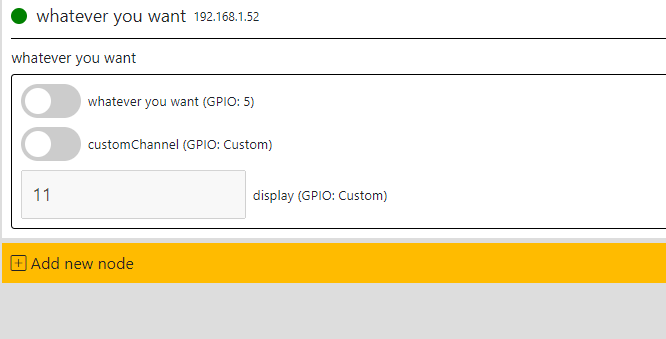 whatever you want 192.168.1.52
whatever you want
whatever you want (GPIO: 5)
customChannel (GPIO: Custom)
11 display (GPIO: Custom)
Add new node